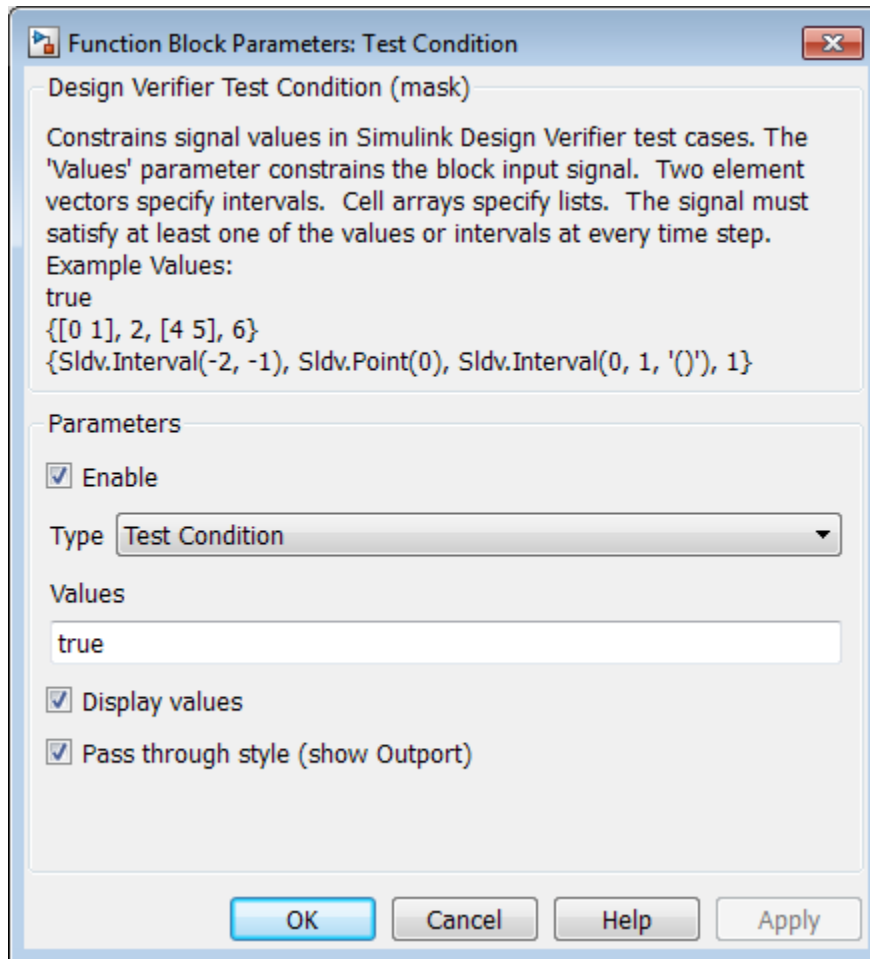 Function Block Parameters: Test Condition
Design Verifier Test Condition (mask)
Constrains signal values in Simulink Design Verifier test cases. The
'Values' parameter constrains the block input signal.  Two element
vectors specify intervals.  Cell arrays specify lists.  The signal must
satisfy at least one of the values or intervals at every time step.
Example Values:
true
{[0 1], 2, [4 5], 6}
{Sldv.Interval(-2, -1), Sldv.Point(0), Sldv.Interval(0, 1, '()'), 1}
Parameters
Enable
Type Test Condition
Values
true
Display values
Pass through style (show Outport)
OK Cancel Help Apply